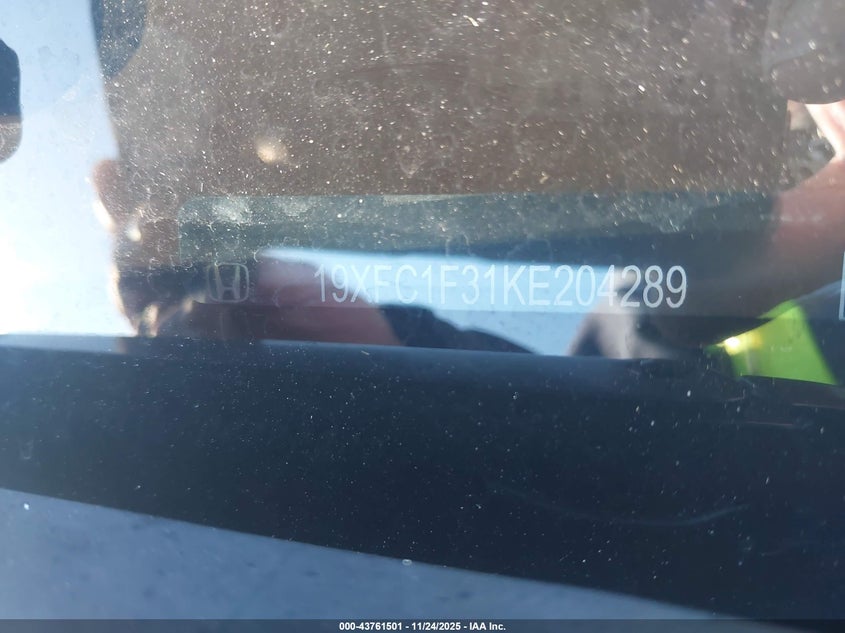 19XFC1F31KE204289
000-43761501 - 11/24/2025 - IAA Inc.